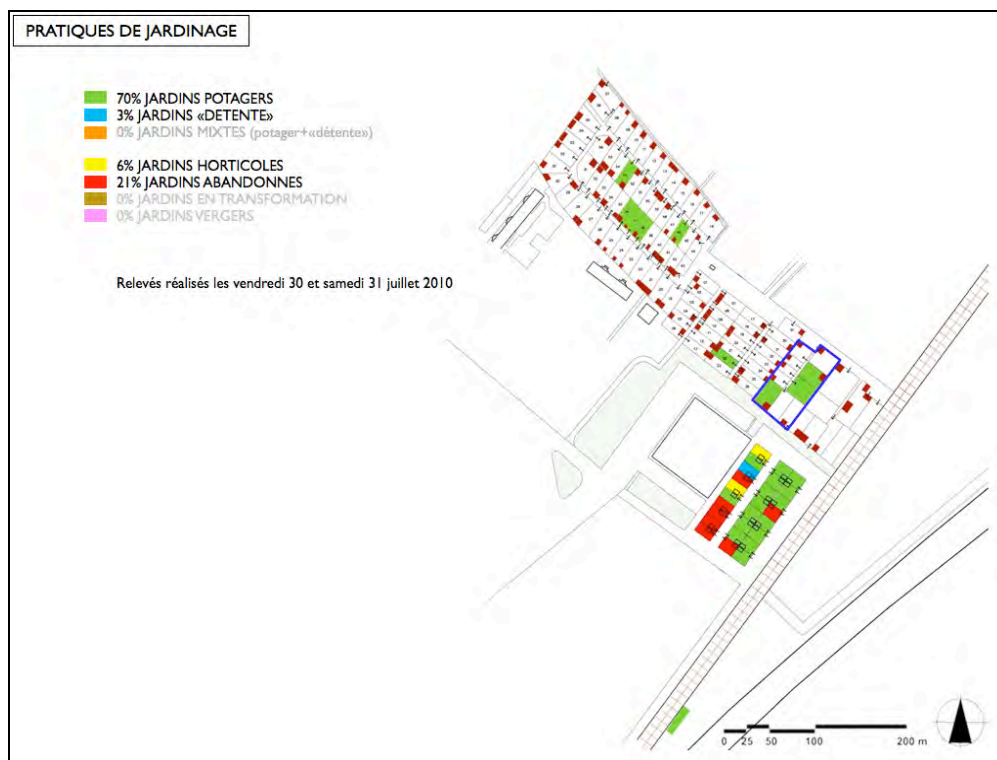 PRATIQUES DE JARDINAGE
70% JARDINS POTAGERS
3% JARDINS «DETENTE»
0% JARDINS MIXTES (potager+«détente»)
6% JARDINS HORTICOLES
21% JARDINS ABANDONNES
0% JARDINS EN TRANSFORMATION
0% JARDINS VERGERS
Relevés réalisés les vendredi 30 et samedi 31 juillet 2010
0 25 50 100 200 m